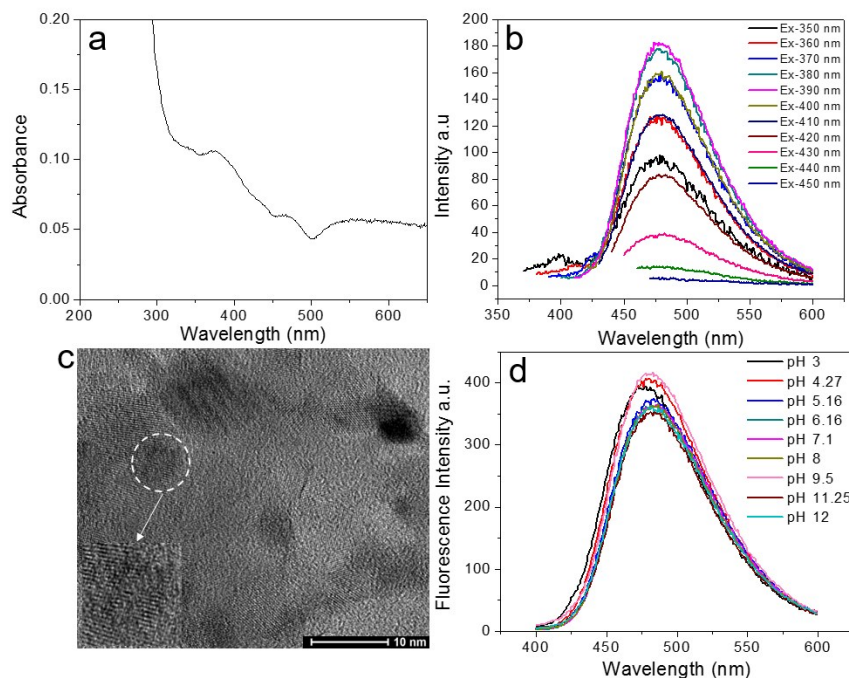 a
0.20
0.15
0.10
0.05
0.00
200 300 400 500 600
Wavelength (nm)
Absorbance
b
200
180
160
140
120
100
80
60
40
20
0
350 400 450 500 550 600
Wavelength (nm)
Intensity a.u
Ex-350 nm
Ex-360 nm
Ex-370 nm
Ex-380 nm
Ex-390 nm
Ex-400 nm
Ex-410 nm
Ex-420 nm
Ex-430 nm
Ex-440 nm
Ex-450 nm
c
10 nm
d
400
300
200
100
0
400 450 500 550 600
Wavelength (nm)
Fluorescence Intensity a.u.
pH 3
pH 4.27
pH 5.16
pH 6.16
pH 7.1
pH 8
pH 9.5
pH 11.25
pH 12